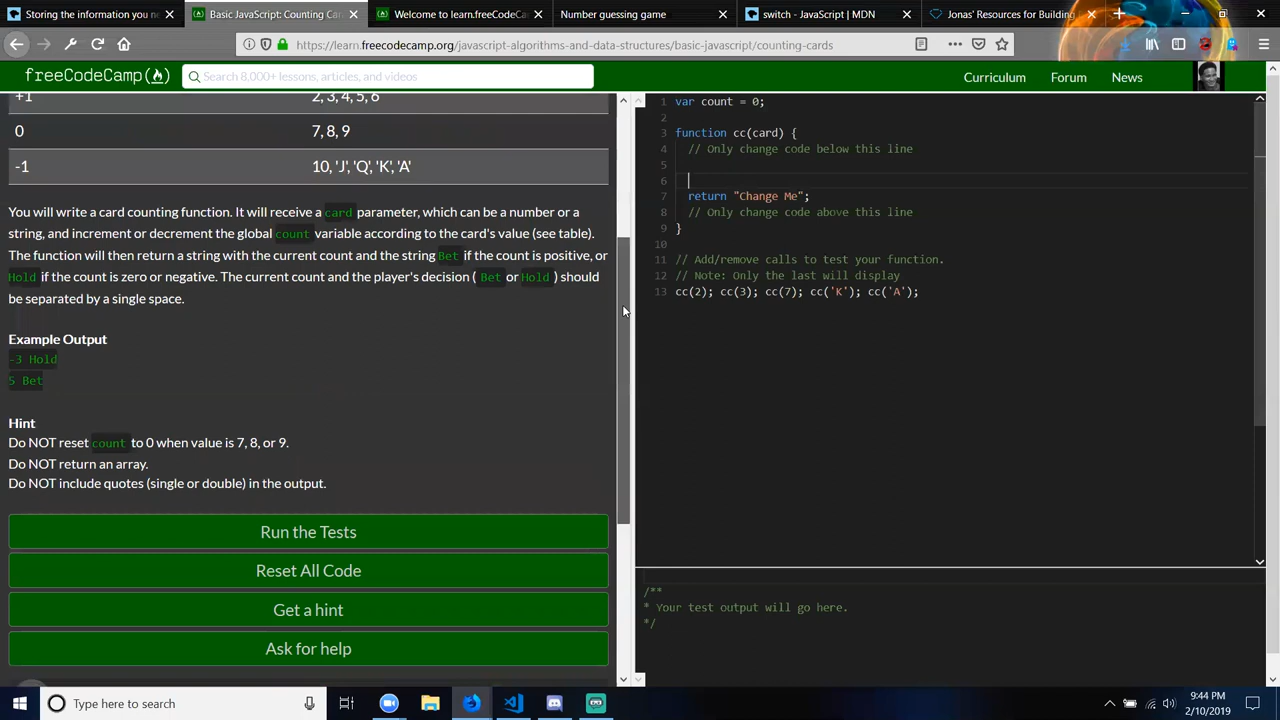 Storing the information you n
Basic JavaScript: Counting Car
Welcome to learn.freeCodeCam
Number guessing game
switch - JavaScript | MDN
Jonas' Resources for Building
https://learn.freecodecamp.org/javascript-algorithms-and-data-structures/basic-javascript/counting-cards
freeCodeCamp
Search 8,000+ lessons, articles, and videos
Curriculum
Forum
News
+1 2, 3, 4, 5, 6
0 7, 8, 9
-1 10, 'J', 'Q', 'K', 'A'
You will write a card counting function. It will receive a card parameter, which can be a number or a
string, and increment or decrement the global count variable according to the card's value (see table).
The function will then return a string with the current count and the string Bet if the count is positive, or
Hold if the count is zero or negative. The current count and the player's decision ( Bet or Hold ) should
be separated by a single space.
Example Output
-3 Hold
5 Bet
Hint
Do NOT reset count to 0 when value is 7, 8, or 9.
Do NOT return an array.
Do NOT include quotes (single or double) in the output.
Run the Tests
Reset All Code
Get a hint
Ask for help
1 var count = 0;
2
3 function cc(card) {
4 // Only change code below this line
5
6
7 return "Change Me";
8 // Only change code above this line
9 }
10
11 // Add/remove calls to test your function.
12 // Note: Only the last will display
13 cc(2); cc(3); cc(7); cc('K'); cc('A');
/**
* Your test output will go here.
*/
Type here to search
9:44 PM
2/10/2019